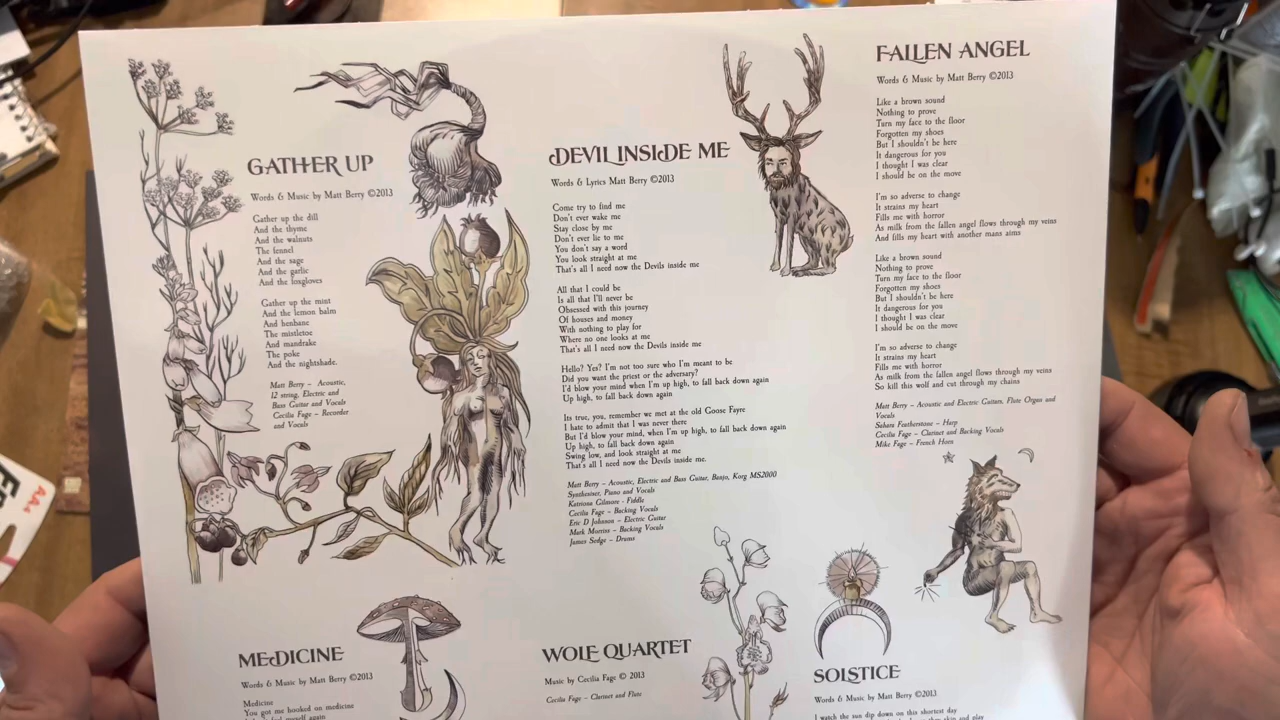 GATHER UP
Words & Music by Matt Berry ©2013
Gather up the dill
And the thyme
And the walnuts
The fennel
And the sage
And the garlic
And the foxgloves
Gather up the mint
And the lemon balm
And henbane
The mistletoe
And mandrake
The poke
And the nightshade.
Matt Berry – Acoustic,
12 string, Electric and
Bass Guitar and Vocals
Cecilia Fage – Recorder
and Vocals
DEVIL INSIDE ME
Words & Lyrics Matt Berry ©2013
Come try to find me
Don't ever wake me
Stay close by me
Don't ever lie to me
You don't say a word
You look straight at me
That's all I need now the Devils inside me
All that I could be
Is all that I'll never be
Obsessed with this journey
Of houses and money
With nothing to play for
Where no one looks at me
That's all I need now the Devils inside me
Hello? Yes? I'm not too sure who I'm meant to be
Did you want the priest or the adversary?
I'd blow your mind when I'm up high, to fall back down again
Up high, to fall back down again
Its true, you remember we met at the old Goose Fayre
I hate to admit that I was never there
But I'd blow your mind, when I'm up high, to fall back down again
Up high, to fall back down again
Swing low, and look straight at me
That's all I need now the Devils inside me.
Matt Berry – Acoustic, Electric and Bass Guitar, Banjo, Korg MS2000
Synthesiser, Piano and Vocals
Katriona Gilmore - Fiddle
Cecilia Fage – Backing Vocals
Eric D Johnson – Electric Guitar
Mark Morriss – Backing Vocals
James Sedge – Drums
FALLEN ANGEL
Words & Music by Matt Berry ©2013
Like a brown sound
Nothing to prove
Turn my face to the floor
Forgotten my shoes
But I shouldn't be here
It dangerous for you
I thought I was clear
I should be on the move
I'm so adverse to change
It strains my heart
Fills me with horror
As milk from the fallen angel flows through my veins
And fills my heart with another mans aims
Like a brown sound
Nothing to prove
Turn my face to the floor
Forgotten my shoes
But I shouldn't be here
It dangerous for you
I thought I was clear
I should be on the move
I'm so adverse to change
It strains my heart
Fills me with horror
As milk from the fallen angel flows through my veins
So kill this wolf and cut through my chains
Matt Berry – Acoustic and Electric Guitars, Flute Organ and
Vocals
Sahara Featherstone – Harp
Cecilia Fage – Clarinet and Backing Vocals
Mike Fage – French Horn
MEDICINE
Words & Music by Matt Berry ©2013
Medicine
You got me hooked on medicine
WOLF QUARTET
Music by Cecilia Fage © 2013
Cecilia Fage – Clarinet and Flute
SOLSTICE
Words & Music by Matt Berry ©2013
I watch the sun dip down on this shortest day